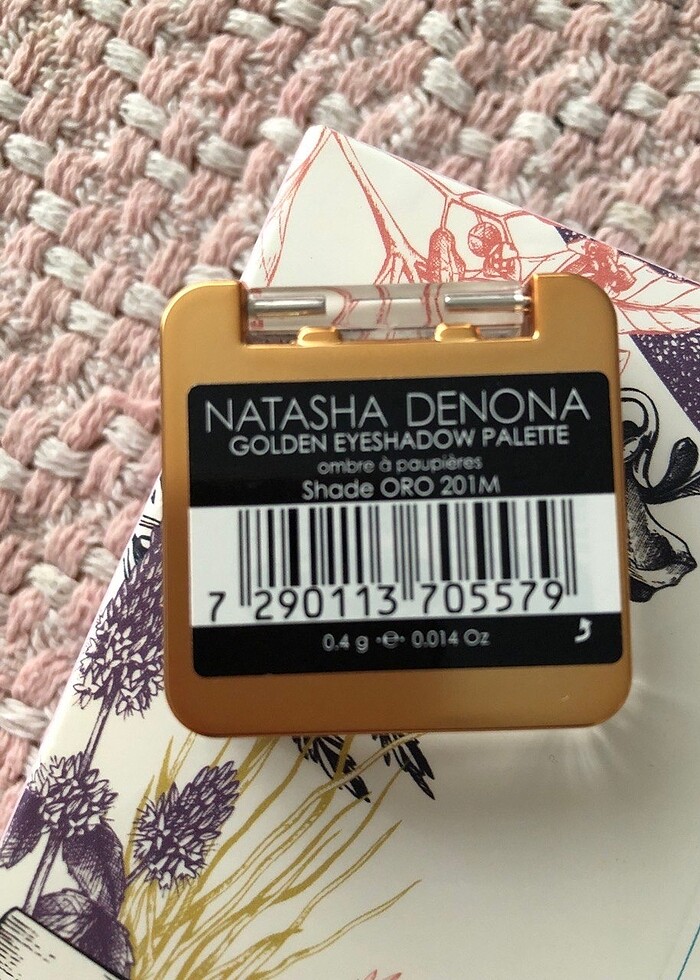 NATASHA DENONA
GOLDEN EYESHADOW PALETTE
ombre à paupières
Shade ORO 201M
7 290113 705579
0.4 g ℮ 0.014 Oz